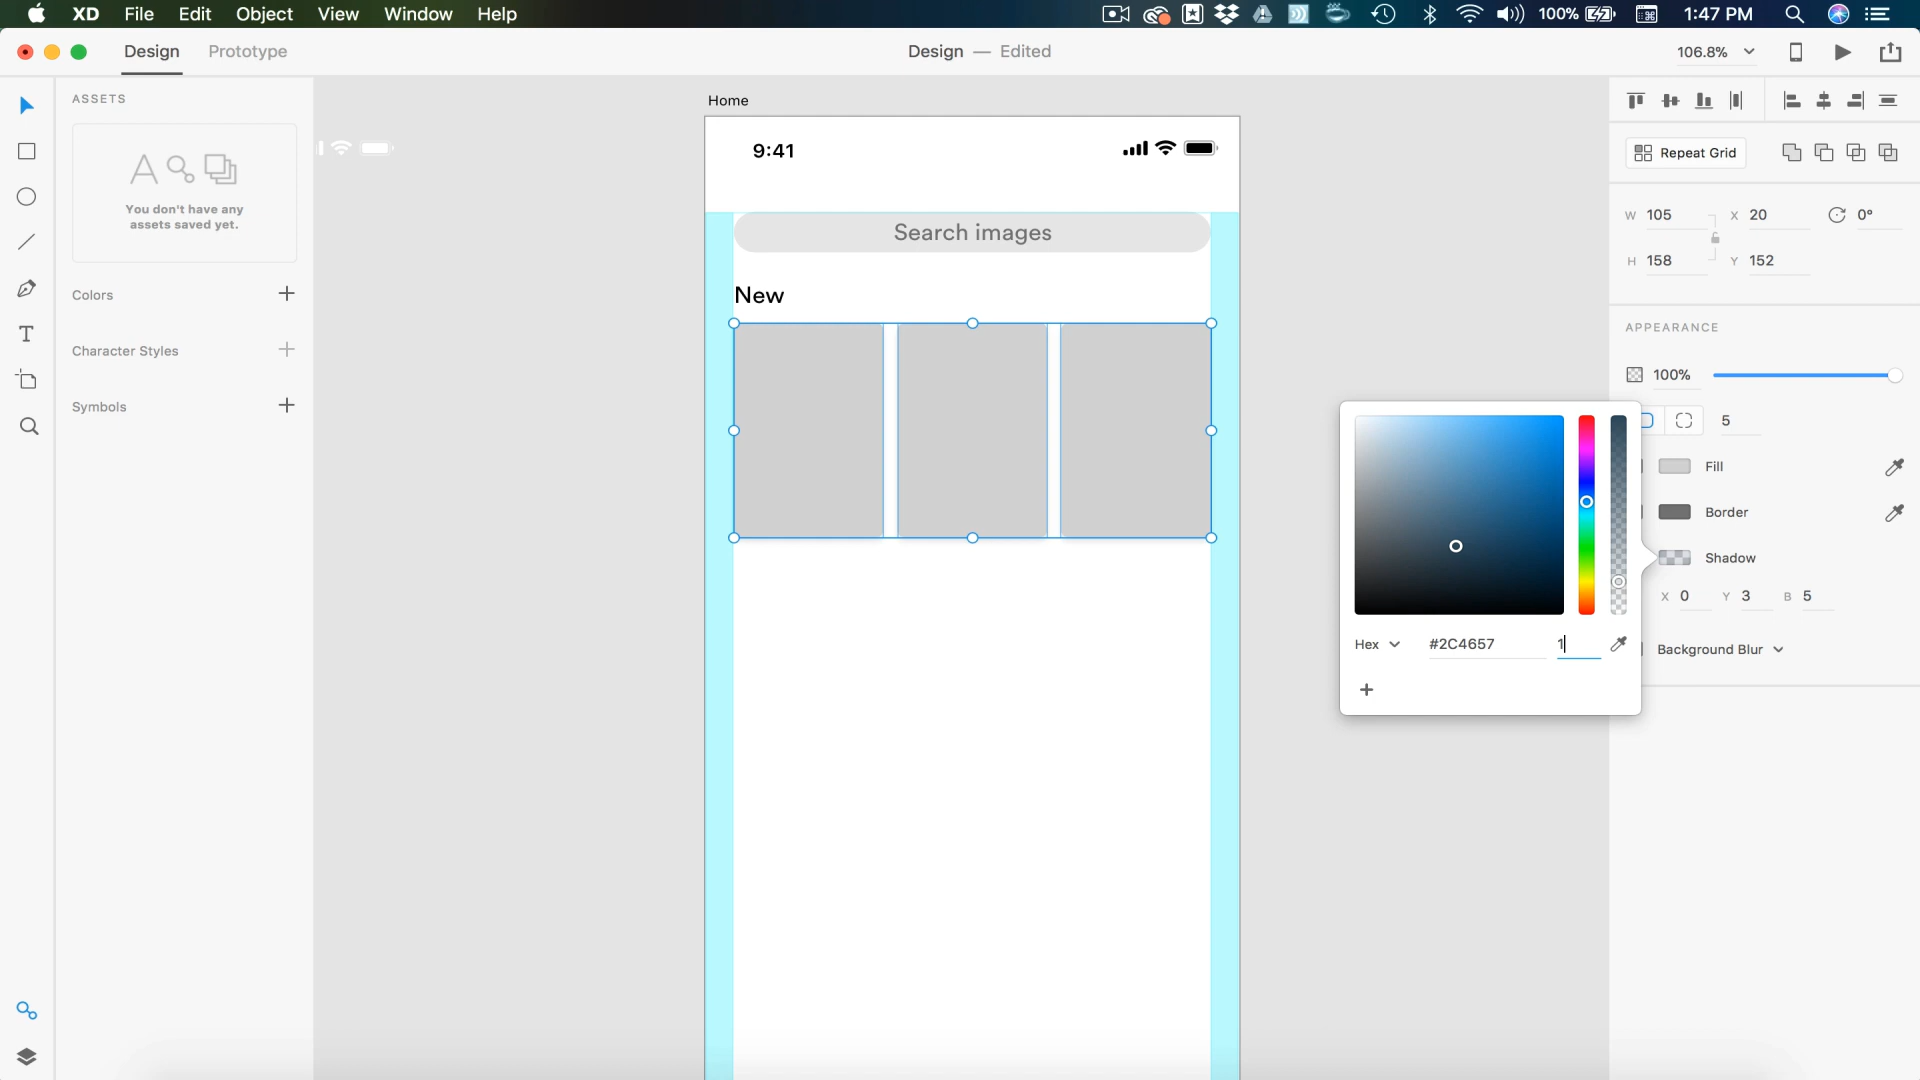 XD File Edit Object View Window Help 100% 1:47 PM
Design Prototype Design — Edited 106.8%
ASSETS
You don't have any
assets saved yet.
Colors
Character Styles
Symbols
Home
9:41
Search images
New
Repeat Grid
W 105 X 20 0°
H 158 Y 152
APPEARANCE
100%
5
Fill
Border
Shadow
X 0 Y 3 B 5
Background Blur
Hex #2C4657 1